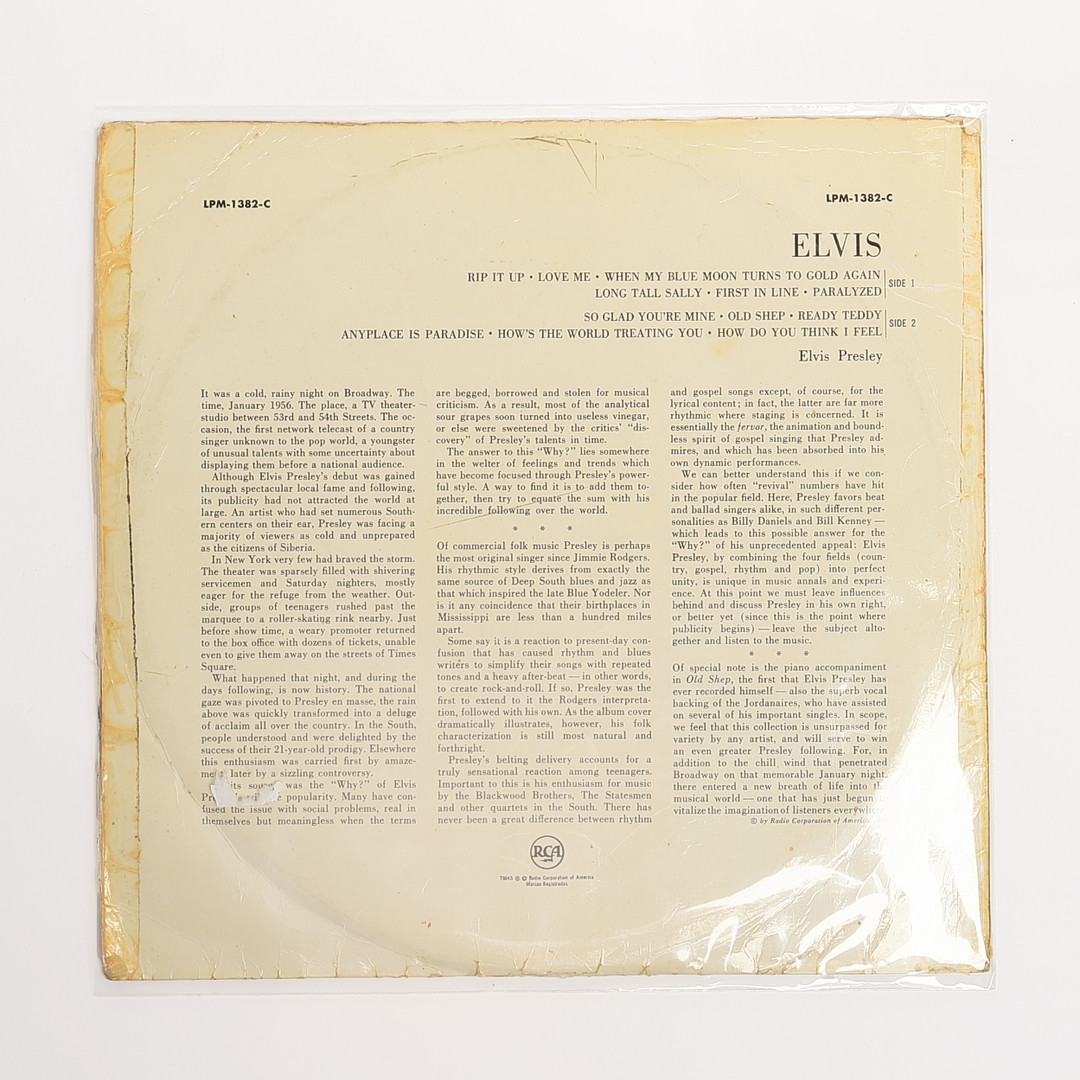 LPM-1382-C
LPM-1382-C
ELVIS
RIP IT UP • LOVE ME • WHEN MY BLUE MOON TURNS TO GOLD AGAIN
LONG TALL SALLY • FIRST IN LINE • PARALYZED
SIDE 1
SO GLAD YOU'RE MINE • OLD SHEP • READY TEDDY
ANYPLACE IS PARADISE • HOW'S THE WORLD TREATING YOU • HOW DO YOU THINK I FEEL
SIDE 2
Elvis Presley
It was a cold, rainy night on Broadway. The
time, January 1956. The place, a TV theater-
studio between 53rd and 54th Streets. The oc-
casion, the first network telecast of a country
singer unknown to the pop world, a youngster
of unusual talents with some uncertainty about
displaying them before a national audience.
Although Elvis Presley's debut was gained
through spectacular local fame and following,
its publicity had not attracted the world at
large. An artist who had set numerous South-
ern centers on their ear, Presley was facing a
majority of viewers as cold and unprepared
as the citizens of Siberia.
In New York very few had braved the storm.
The theater was sparsely filled with shivering
servicemen and Saturday nighters, mostly
eager for the refuge from the weather. Out-
side, groups of teenagers rushed past the
marquee to a roller-skating rink nearby. Just
before show time, a weary promoter returned
to the box office with dozens of tickets, unable
even to give them away on the streets of Times
Square.
What happened that night, and during the
days following, is now history. The national
gaze was pivoted to Presley en masse, the rain
above was quickly transformed into a deluge
of acclaim all over the country. In the South,
people understood and were delighted by the
success of their 21-year-old prodigy. Elsewhere
this enthusiasm was carried first by amaze-
later by a sizzling controversy.
its was the "Why?" of Elvis
popularity. Many have con-
fused the issue with social problems, real in
themselves but meaningless when the terms
are begged, borrowed and stolen for musical
criticism. As a result, most of the analytical
sour grapes soon turned into useless vinegar,
or else were sweetened by the critics' "dis-
covery" of Presley's talents in time.
The answer to this "Why?" lies somewhere
in the welter of feelings and trends which
have become focused through Presley's power-
ful style. A way to find it is to add them to-
gether, then try to equate the sum with his
incredible following over the world.
* * *
Of commercial folk music Presley is perhaps
the most original singer since Jimmie Rodgers.
His rhythmic style derives from exactly the
same source of Deep South blues and jazz as
that which inspired the late Blue Yodeler. Nor
is it any coincidence that their birthplaces in
Mississippi are less than a hundred miles
apart.
Some say it is a reaction to present-day con-
fusion that has caused rhythm and blues
writers to simplify their songs with repeated
tones and a heavy after-beat — in other words,
to create rock-and-roll. If so, Presley was the
first to extend to it the Rodgers interpreta-
tion, followed with his own. As the album cover
dramatically illustrates, however, his folk
characterization is still most natural and
forthright.
Presley's belting delivery accounts for a
truly sensational reaction among teenagers.
Important to this is his enthusiasm for music
by the Blackwood Brothers, The Statesmen
and other quartets in the South. There has
never been a great difference between rhythm
and gospel songs except, of course, for the
lyrical content; in fact, the latter are far more
rhythmic where staging is concerned. It is
essentially the fervor, the animation and bound-
less spirit of gospel singing that Presley ad-
mires, and which has been absorbed into his
own dynamic performances.
We can better understand this if we con-
sider how often "revival" numbers have hit
in the popular field. Here, Presley favors beat
and ballad singers alike, in such different per-
sonalities as Billy Daniels and Bill Kenney —
which leads to this possible answer for the
"Why?" of his unprecedented appeal: Elvis
Presley, by combining the four fields (coun-
try, gospel, rhythm and pop) into perfect
unity, is unique in music annals and experi-
ence. At this point we must leave influences
behind and discuss Presley in his own right,
or better yet (since this is the point where
publicity begins) — leave the subject alto-
gether and listen to the music.
* * *
Of special note is the piano accompaniment
in Old Shep, the first that Elvis Presley has
ever recorded himself — also the superb vocal
backing of the Jordanaires, who have assisted
on several of his important singles. In scope,
we feel that this collection is unsurpassed for
variety by any artist, and will serve to win
an even greater Presley following. For, in
addition to the chill wind that penetrated
Broadway on that memorable January night,
there entered a new breath of life into the
musical world — one that has just begun
vitalize the imagination of listeners everywhere.
© by Radio Corporation of America
RCA
Radio Corporation of America
Marcas Registradas